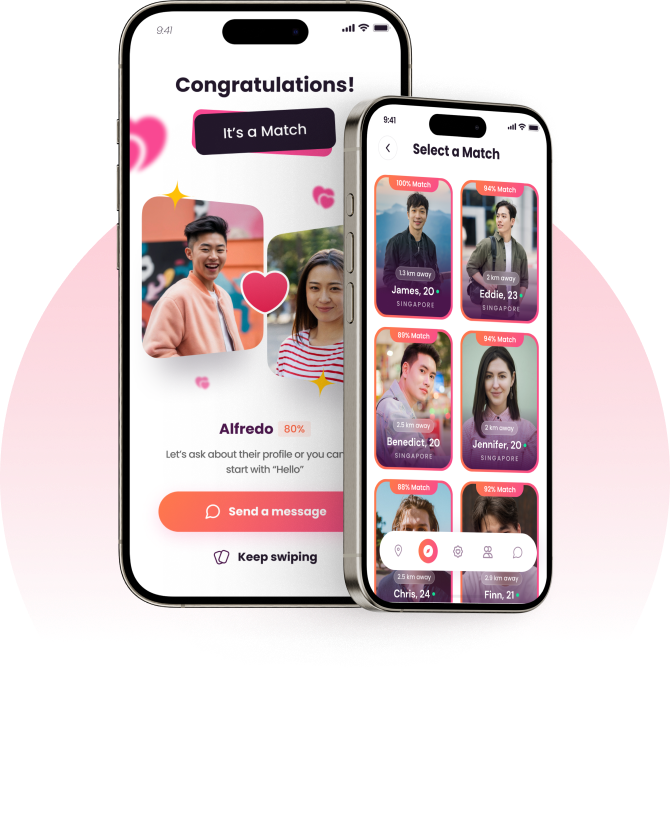 9:41
Congratulations!
It's a Match
Alfredo 80%
Let's ask about their profile or you can
start with “Hello”
Send a message
Keep swiping
9:41
Select a Match
100% Match
1.3 km away
James, 20
SINGAPORE
94% Match
2 km away
Eddie, 23
SINGAPORE
89% Match
2.5 km away
Benedict, 20
SINGAPORE
94% Match
2 km away
Jennifer, 20
SINGAPORE
88% Match
2.5 km away
Chris, 24
92% Match
2.5 km away
Finn, 21